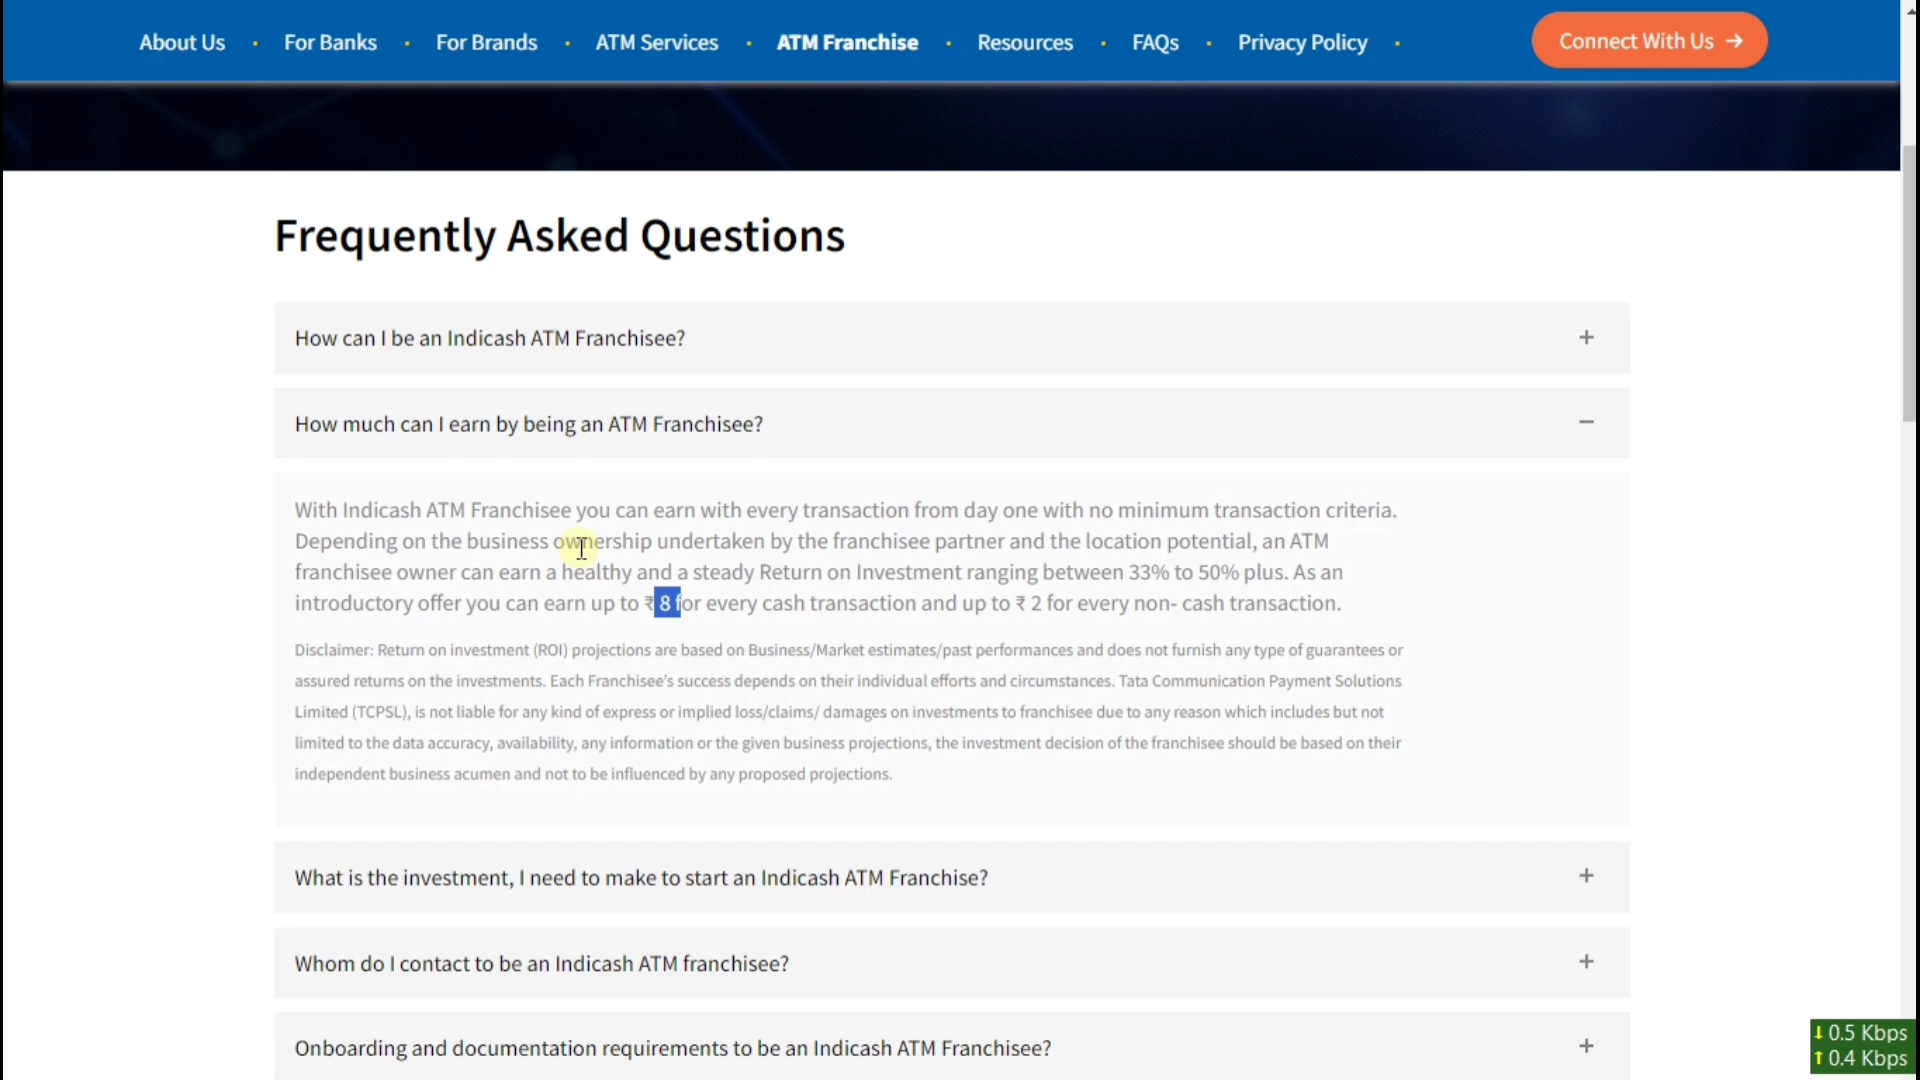 About Us · For Banks · For Brands · ATM Services · ATM Franchise · Resources · FAQs · Privacy Policy · Connect With Us →
Frequently Asked Questions
How can I be an Indicash ATM Franchisee? +
How much can I earn by being an ATM Franchisee? −
With Indicash ATM Franchisee you can earn with every transaction from day one with no minimum transaction criteria.
Depending on the business ownership undertaken by the franchisee partner and the location potential, an ATM
franchisee owner can earn a healthy and a steady Return on Investment ranging between 33% to 50% plus. As an
introductory offer you can earn up to ₹ 8 for every cash transaction and up to ₹ 2 for every non- cash transaction.
Disclaimer: Return on investment (ROI) projections are based on Business/Market estimates/past performances and does not furnish any type of guarantees or
assured returns on the investments. Each Franchisee’s success depends on their individual efforts and circumstances. Tata Communication Payment Solutions
Limited (TCPSL), is not liable for any kind of express or implied loss/claims/ damages on investments to franchisee due to any reason which includes but not
limited to the data accuracy, availability, any information or the given business projections, the investment decision of the franchisee should be based on their
independent business acumen and not to be influenced by any proposed projections.
What is the investment, I need to make to start an Indicash ATM Franchise? +
Whom do I contact to be an Indicash ATM franchisee? +
Onboarding and documentation requirements to be an Indicash ATM Franchisee? +
↓ 0.5 Kbps
↑ 0.4 Kbps